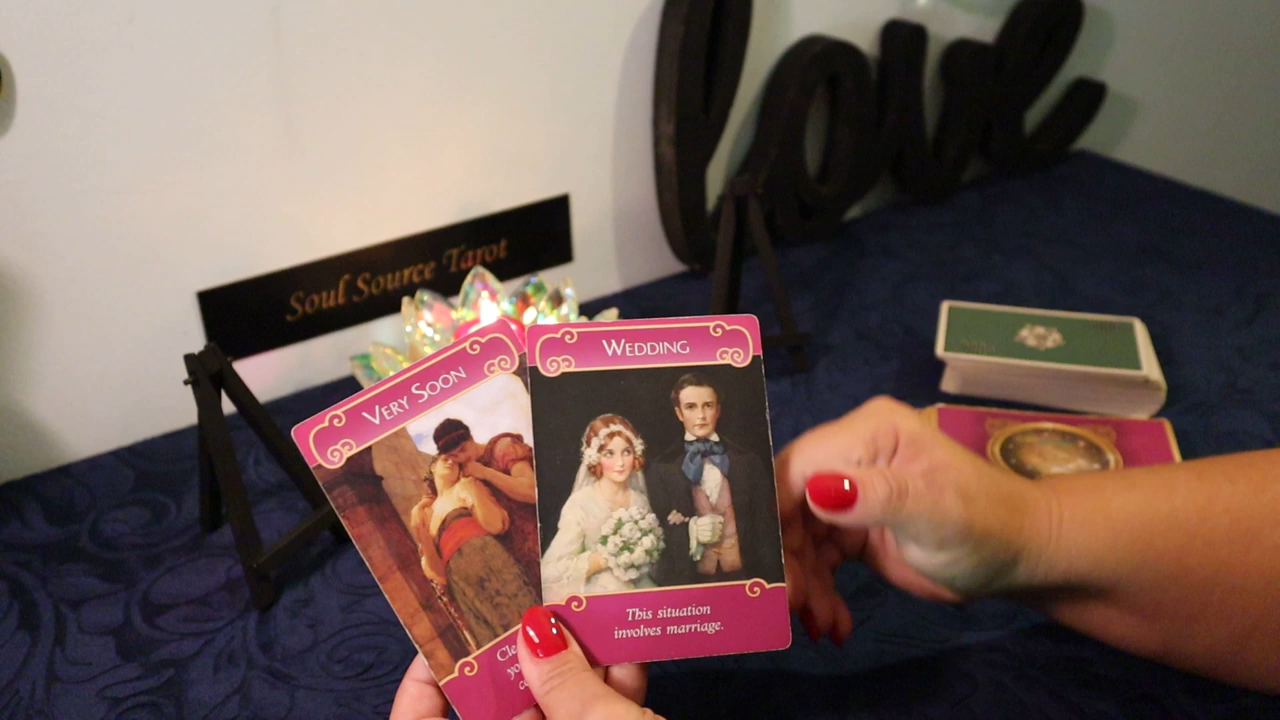 love
Soul Source Tarot
VERY SOON
WEDDING
This situation
involves marriage.